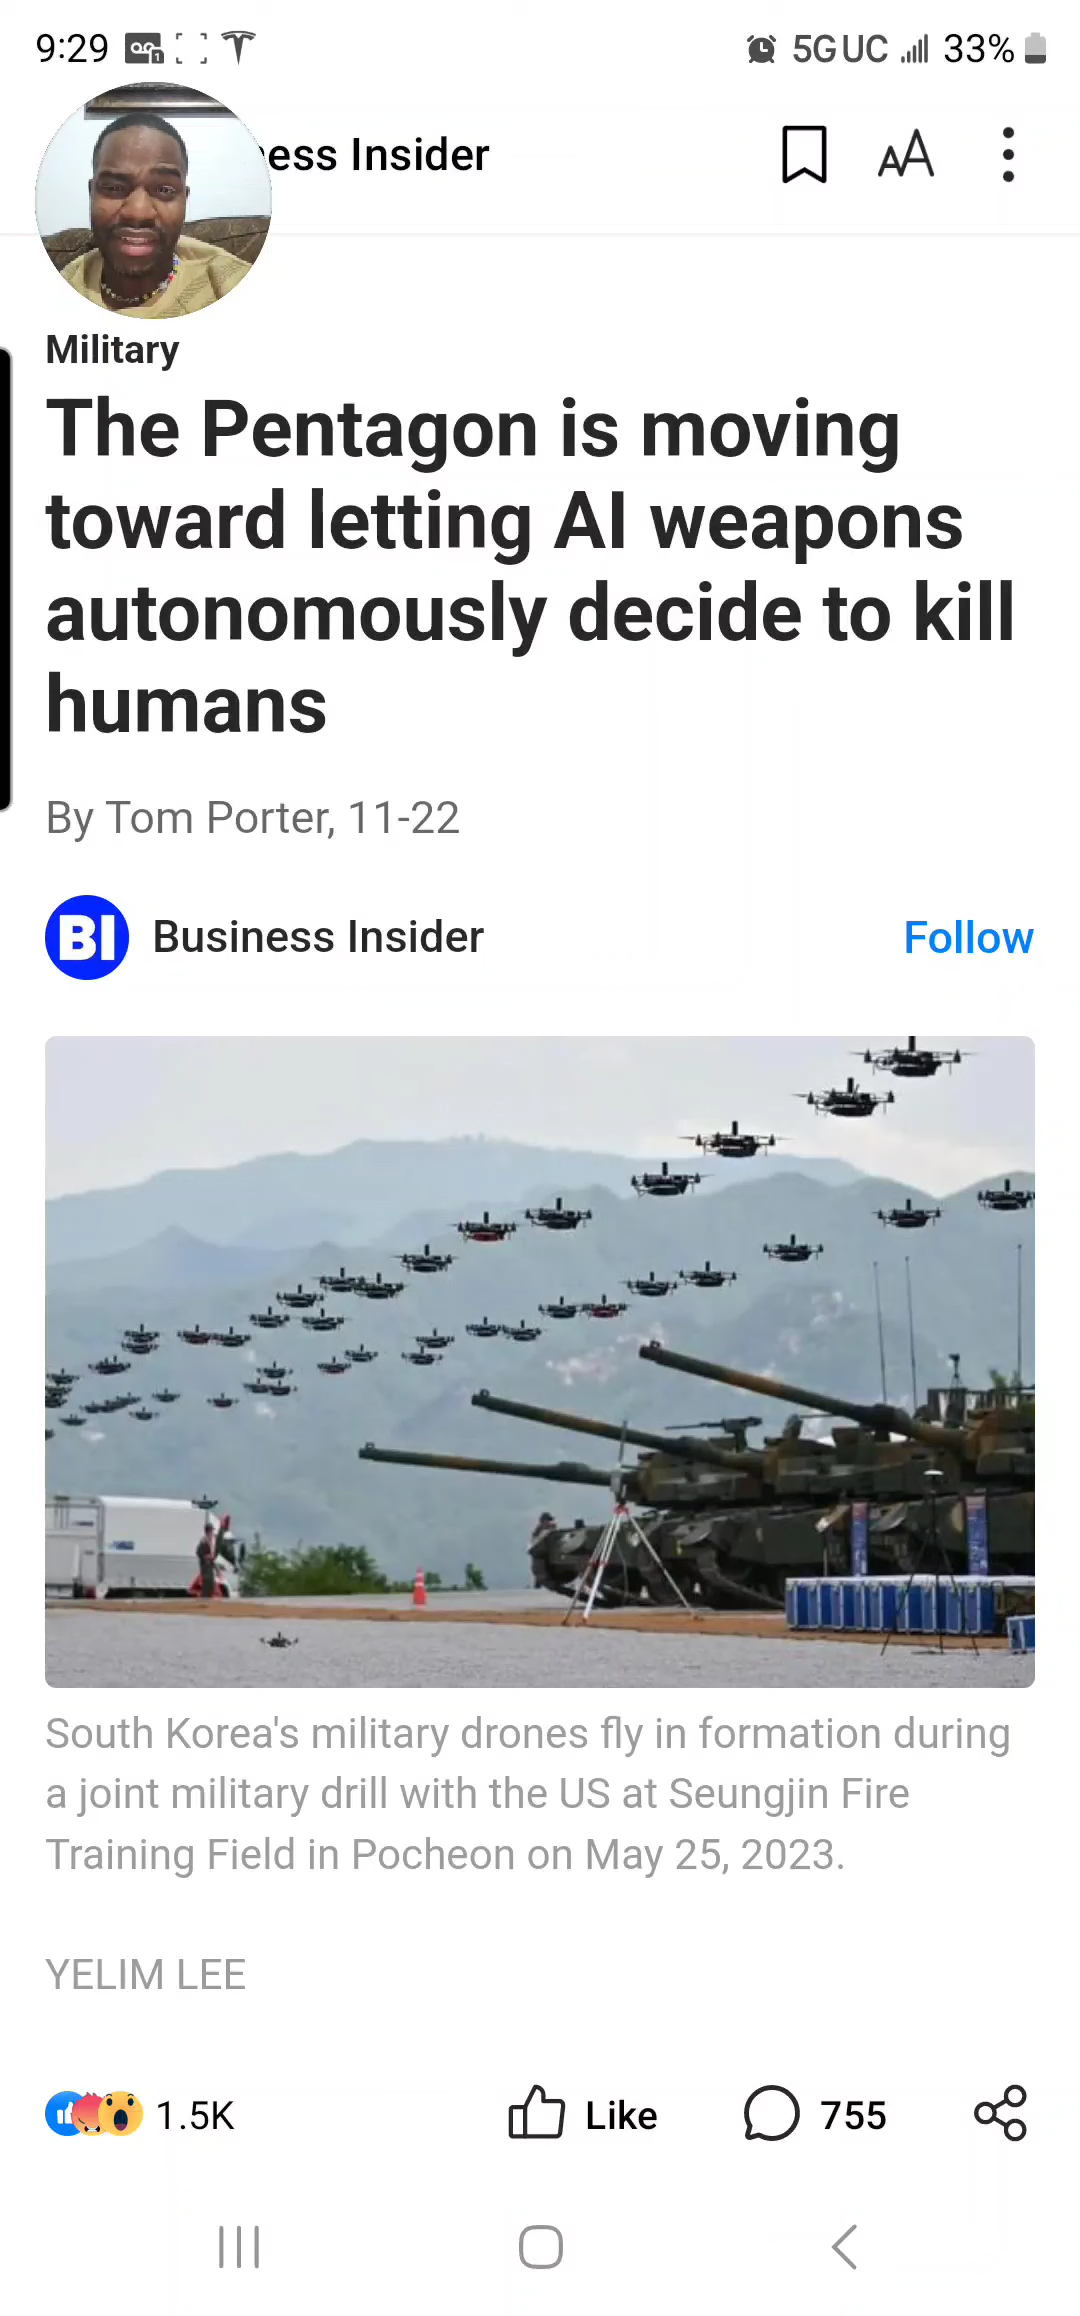 9:29 5G UC 33%
ess Insider AA
Military
The Pentagon is moving
toward letting AI weapons
autonomously decide to kill
humans
By Tom Porter, 11-22
BI Business Insider Follow
South Korea's military drones fly in formation during
a joint military drill with the US at Seungjin Fire
Training Field in Pocheon on May 25, 2023.
YELIM LEE
1.5K Like 755